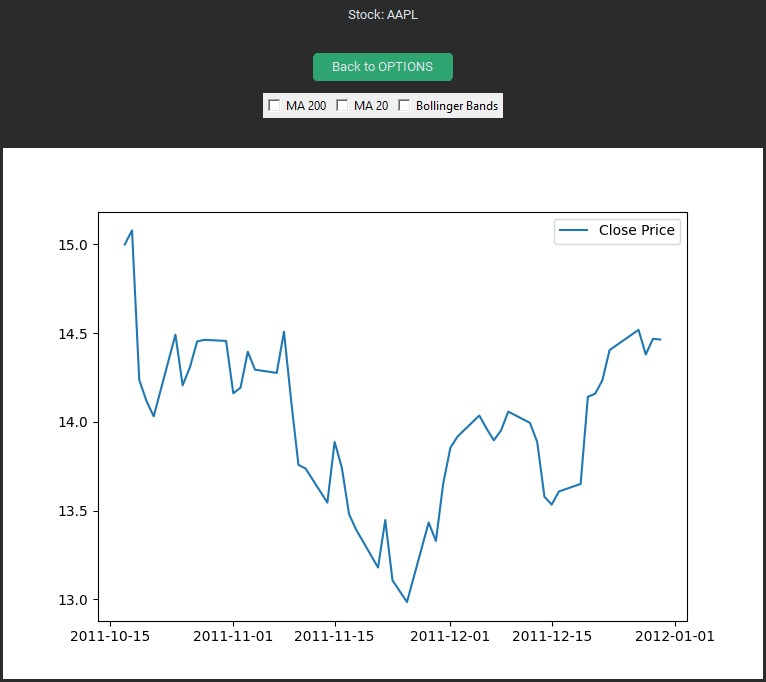 Stock: AAPL
Back to OPTIONS
MA 200 MA 20 Bollinger Bands
Close Price
15.0
14.5
14.0
13.5
13.0
2011-10-15 2011-11-01 2011-11-15 2011-12-01 2011-12-15 2012-01-01